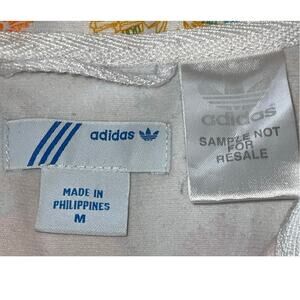 adidas
MADE IN
PHILIPPINES
M
adidas
SAMPLE NOT
FOR
RESALE